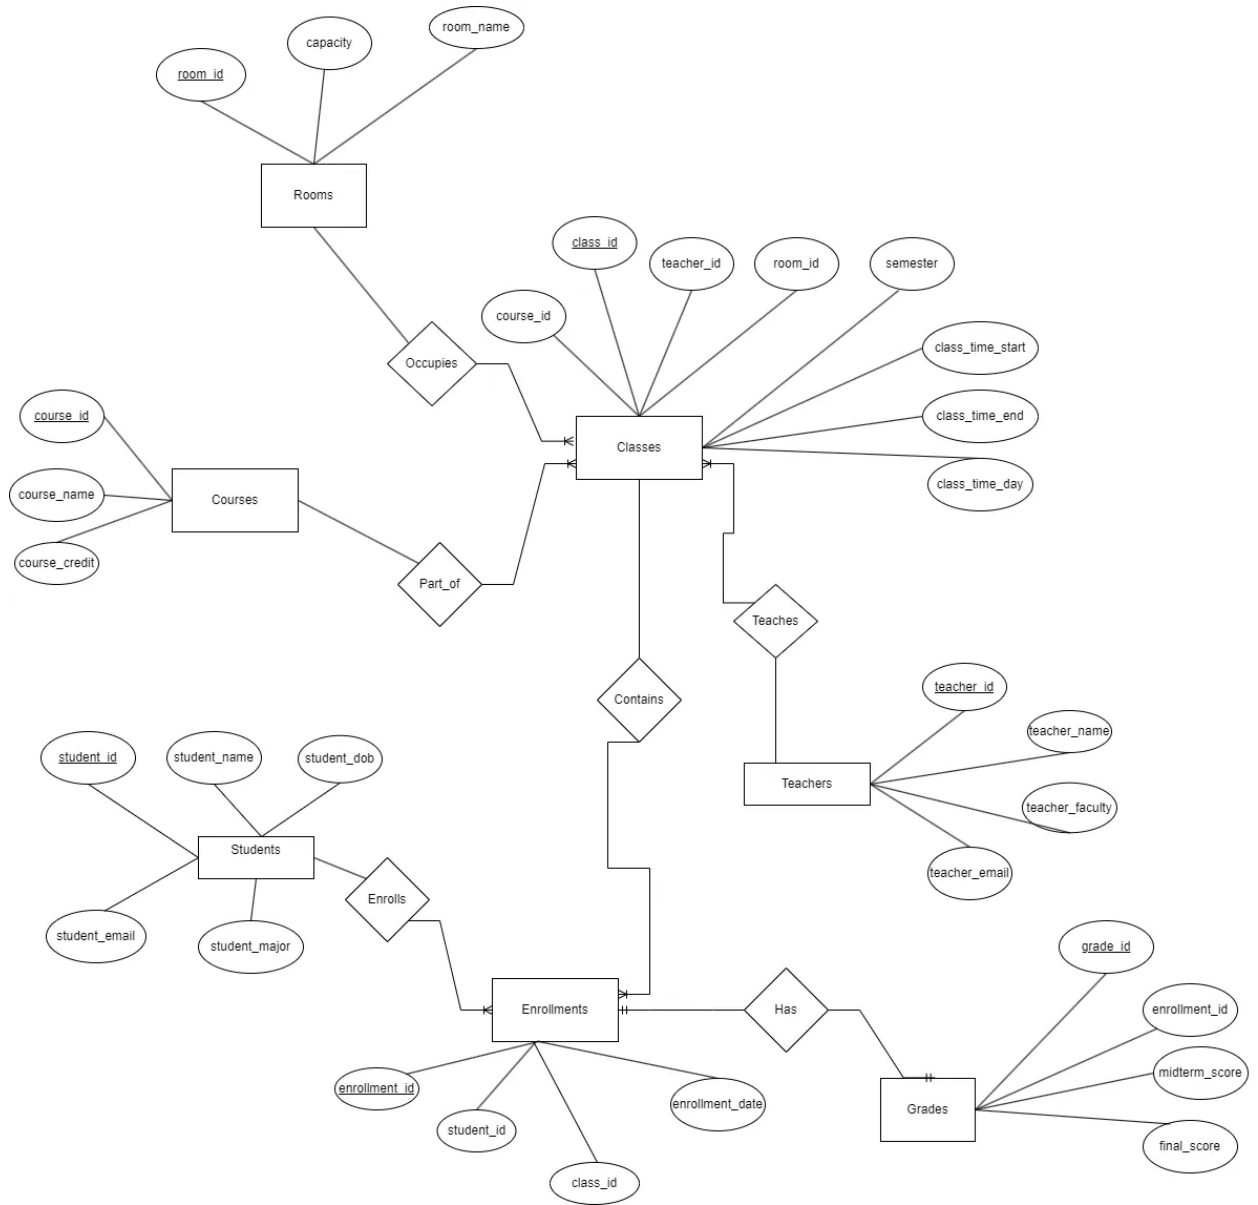 room_name
capacity
room_id
Rooms
class_id
teacher_id
room_id
semester
course_id
class_time_start
Occupies
course_id
class_time_end
Classes
class_time_day
course_name
Courses
course_credit
Part_of
Teaches
teacher_id
Contains
teacher_name
student_id
student_name
student_dob
Teachers
teacher_faculty
Students
teacher_email
Enrolls
student_email
student_major
grade_id
Enrollments
Has
enrollment_id
midterm_score
enrollment_id
enrollment_date
Grades
student_id
final_score
class_id